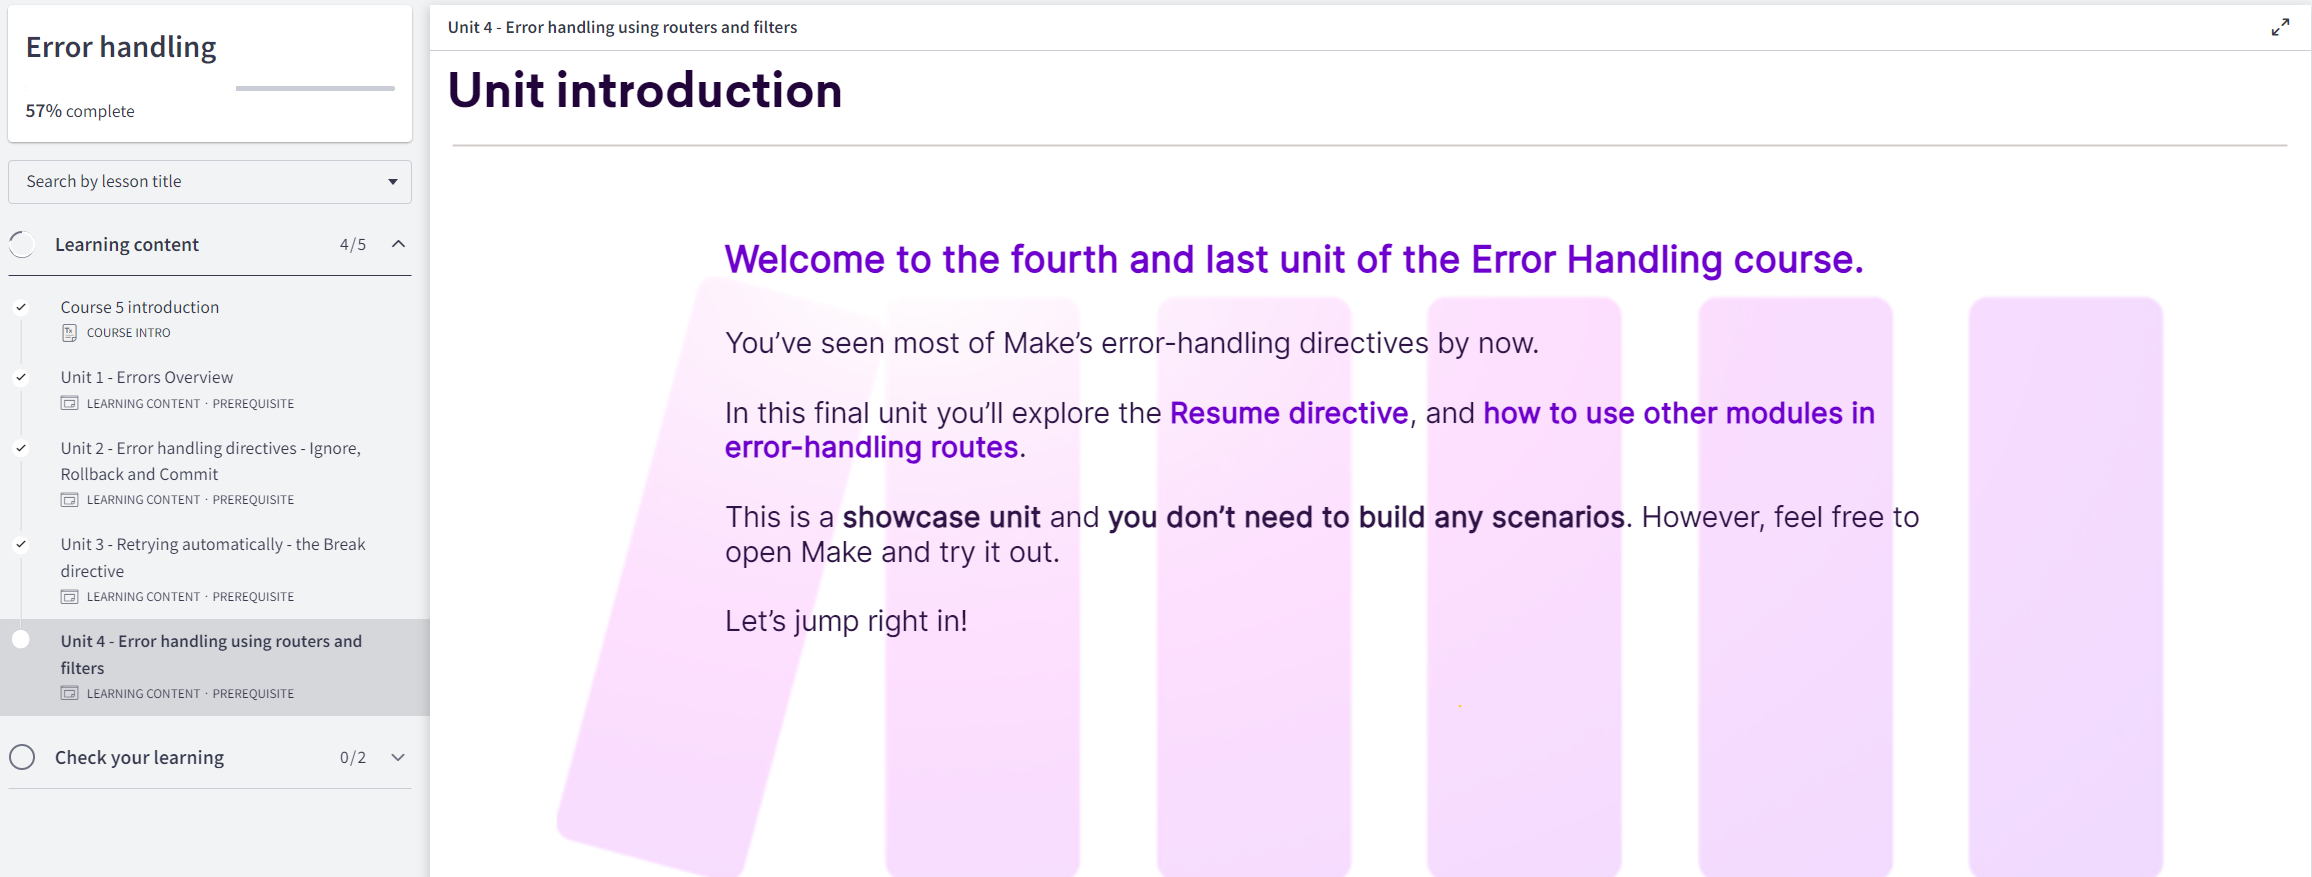 Error handling
57% complete
Search by lesson title
Learning content 4/5
Course 5 introduction
COURSE INTRO
Unit 1 - Errors Overview
LEARNING CONTENT · PREREQUISITE
Unit 2 - Error handling directives - Ignore,
Rollback and Commit
LEARNING CONTENT · PREREQUISITE
Unit 3 - Retrying automatically - the Break
directive
LEARNING CONTENT · PREREQUISITE
Unit 4 - Error handling using routers and
filters
LEARNING CONTENT · PREREQUISITE
Check your learning 0/2
Unit 4 - Error handling using routers and filters
Unit introduction
Welcome to the fourth and last unit of the Error Handling course.
You’ve seen most of Make’s error-handling directives by now.
In this final unit you’ll explore the Resume directive, and how to use other modules in
error-handling routes.
This is a showcase unit and you don’t need to build any scenarios. However, feel free to
open Make and try it out.
Let’s jump right in!